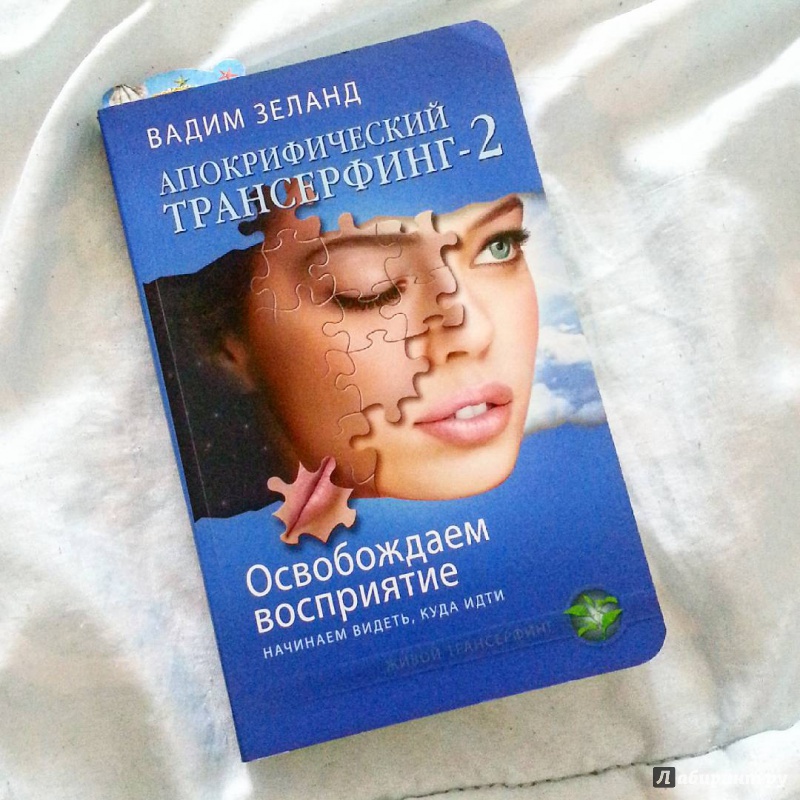 ВАДИМ ЗЕЛАНД
АПОКРИФИЧЕСКИЙ
ТРАНСЕРФИНГ-2
Освобождаем
восприятие
НАЧИНАЕМ ВИДЕТЬ, КУДА ИДТИ
ЖИВОЙ ТРАНСЕРФИНГ
Лабиринт.ру